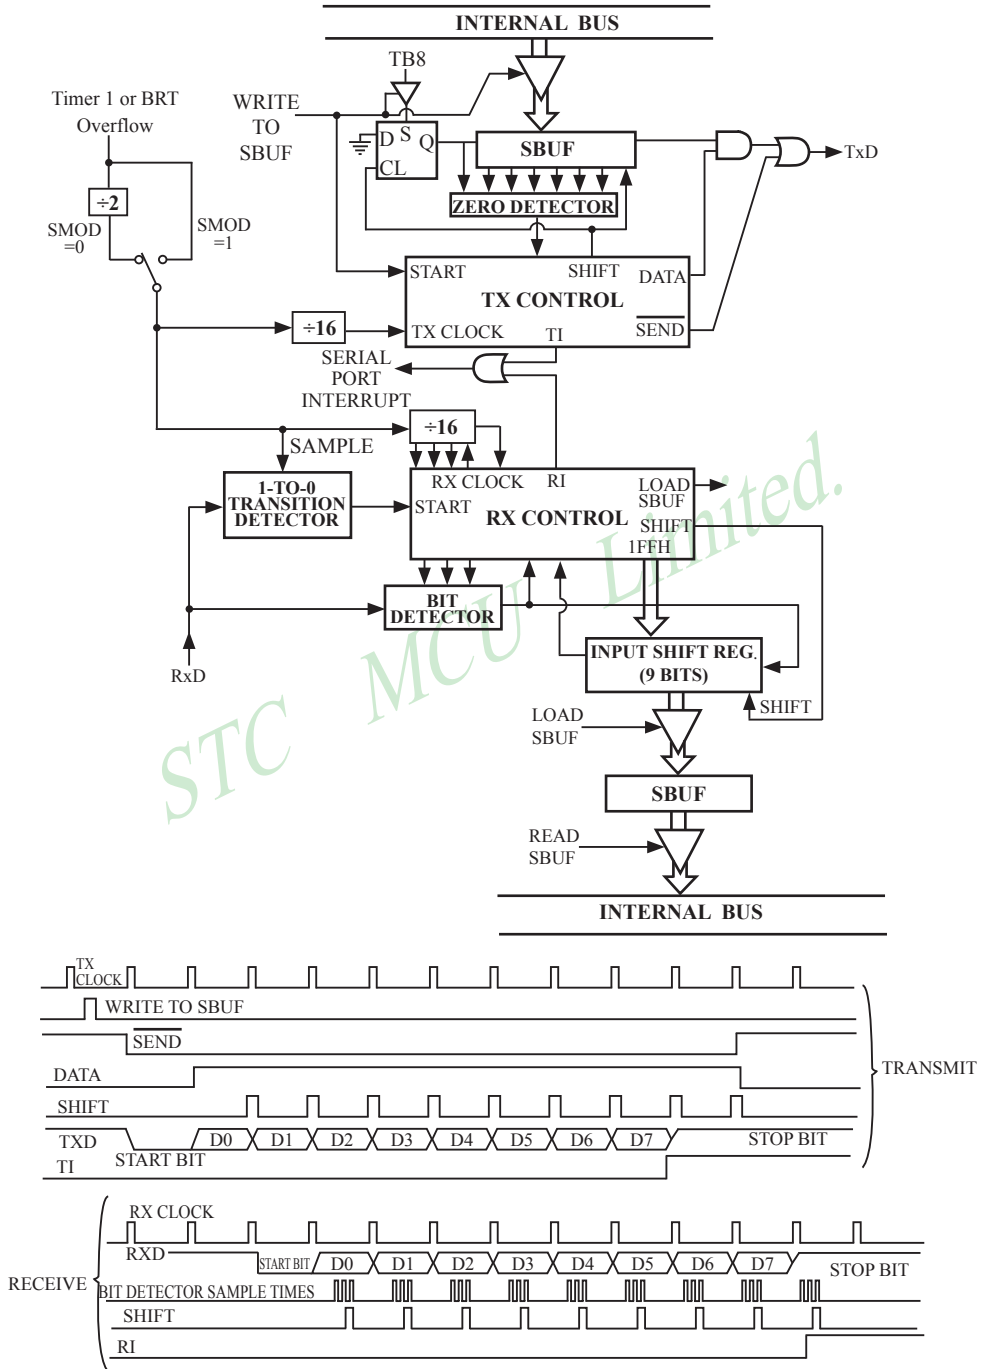 INTERNAL BUS
TB8
Timer 1 or BRT
Overflow
WRITE
TO
SBUF
D S Q
CL
SBUF
TxD
÷2
ZERO DETECTOR
SMOD
=0
SMOD
=1
START
SHIFT
DATA
TX CONTROL
÷16
TX CLOCK
TI
SEND
SERIAL
PORT
INTERRUPT
÷16
SAMPLE
1-TO-0
TRANSITION
DETECTOR
RX CLOCK
RI
LOAD
SBUF
START
RX CONTROL
SHIFT
1FFH
BIT
DETECTOR
RxD
INPUT SHIFT REG.
(9 BITS)
SHIFT
LOAD
SBUF
SBUF
READ
SBUF
INTERNAL BUS
STC MCU Limited.
TX
CLOCK
WRITE TO SBUF
SEND
DATA
TRANSMIT
SHIFT
TXD
D0 D1 D2 D3 D4 D5 D6 D7
STOP BIT
START BIT
TI
RX CLOCK
RXD
START BIT
D0 D1 D2 D3 D4 D5 D6 D7
STOP BIT
RECEIVE
BIT DETECTOR SAMPLE TIMES
SHIFT
RI